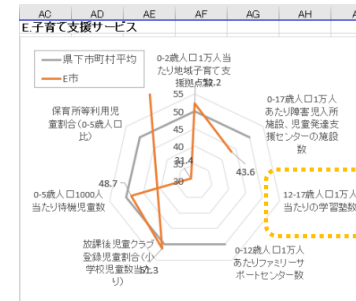 AC AD AE AF AG AH
E.子育て支援サービス
県下市町村平均
E市
0-2歳人口1万人当
たり地域子育て支
援拠点数
52.2
55
50
45
40
35
30
31.4
0-17歳人口1万人
あたり障害児入所
施設、児童発達支
援センターの施設
数
43.6
12-17歳人口1万人
当たりの学習塾数
0-12歳人口1万人
あたりファミリーサ
ポートセンター数
放課後児童クラブ
登録児童割合(小
学校児童数当た
り)
57.3
0-5歳人口1000人
当たり待機児童数
48.7
保育所等利用児
童割合(0-5歳人口
比)